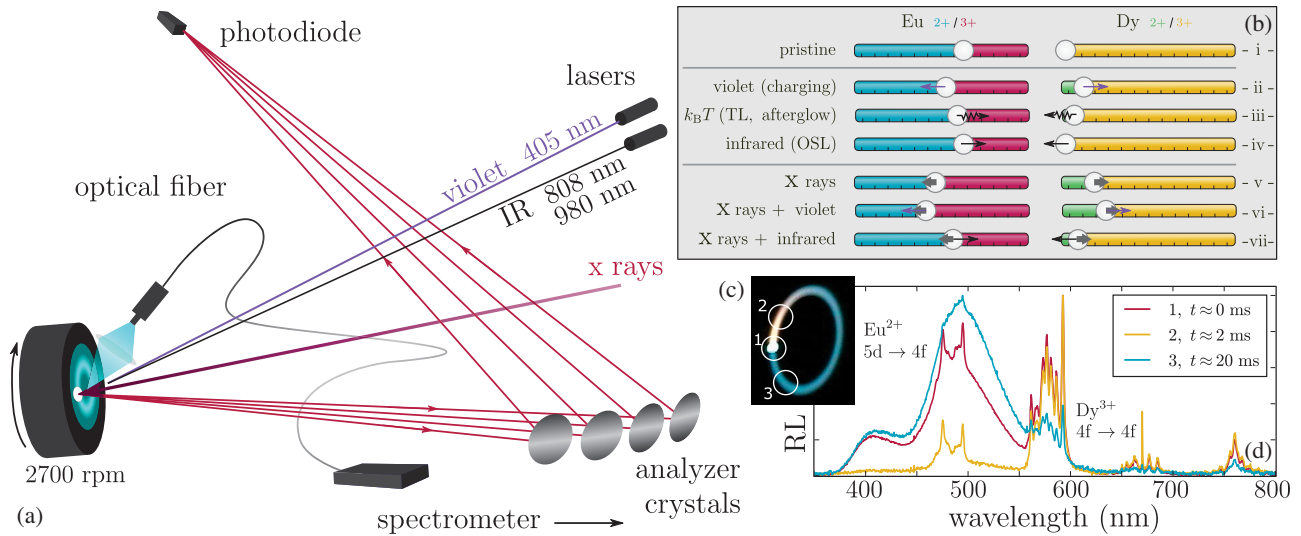 photodiode
lasers
violet 405 nm
IR 808 nm
980 nm
optical fiber
x rays
2700 rpm
analyzer
crystals
spectrometer
(a)
(b)
Eu 2+ / 3+ Dy 2+ / 3+
pristine - i -
violet (charging) - ii -
k_BT (TL, afterglow) - iii -
infrared (OSL) - iv -
X rays - v -
X rays + violet - vi -
X rays + infrared -vii-
(c)
2
1
3
Eu²⁺
5d → 4f
1, t ≈ 0 ms
2, t ≈ 2 ms
3, t ≈ 20 ms
Dy³⁺
4f → 4f
RL
(d)
400 500 600 700 800
wavelength (nm)